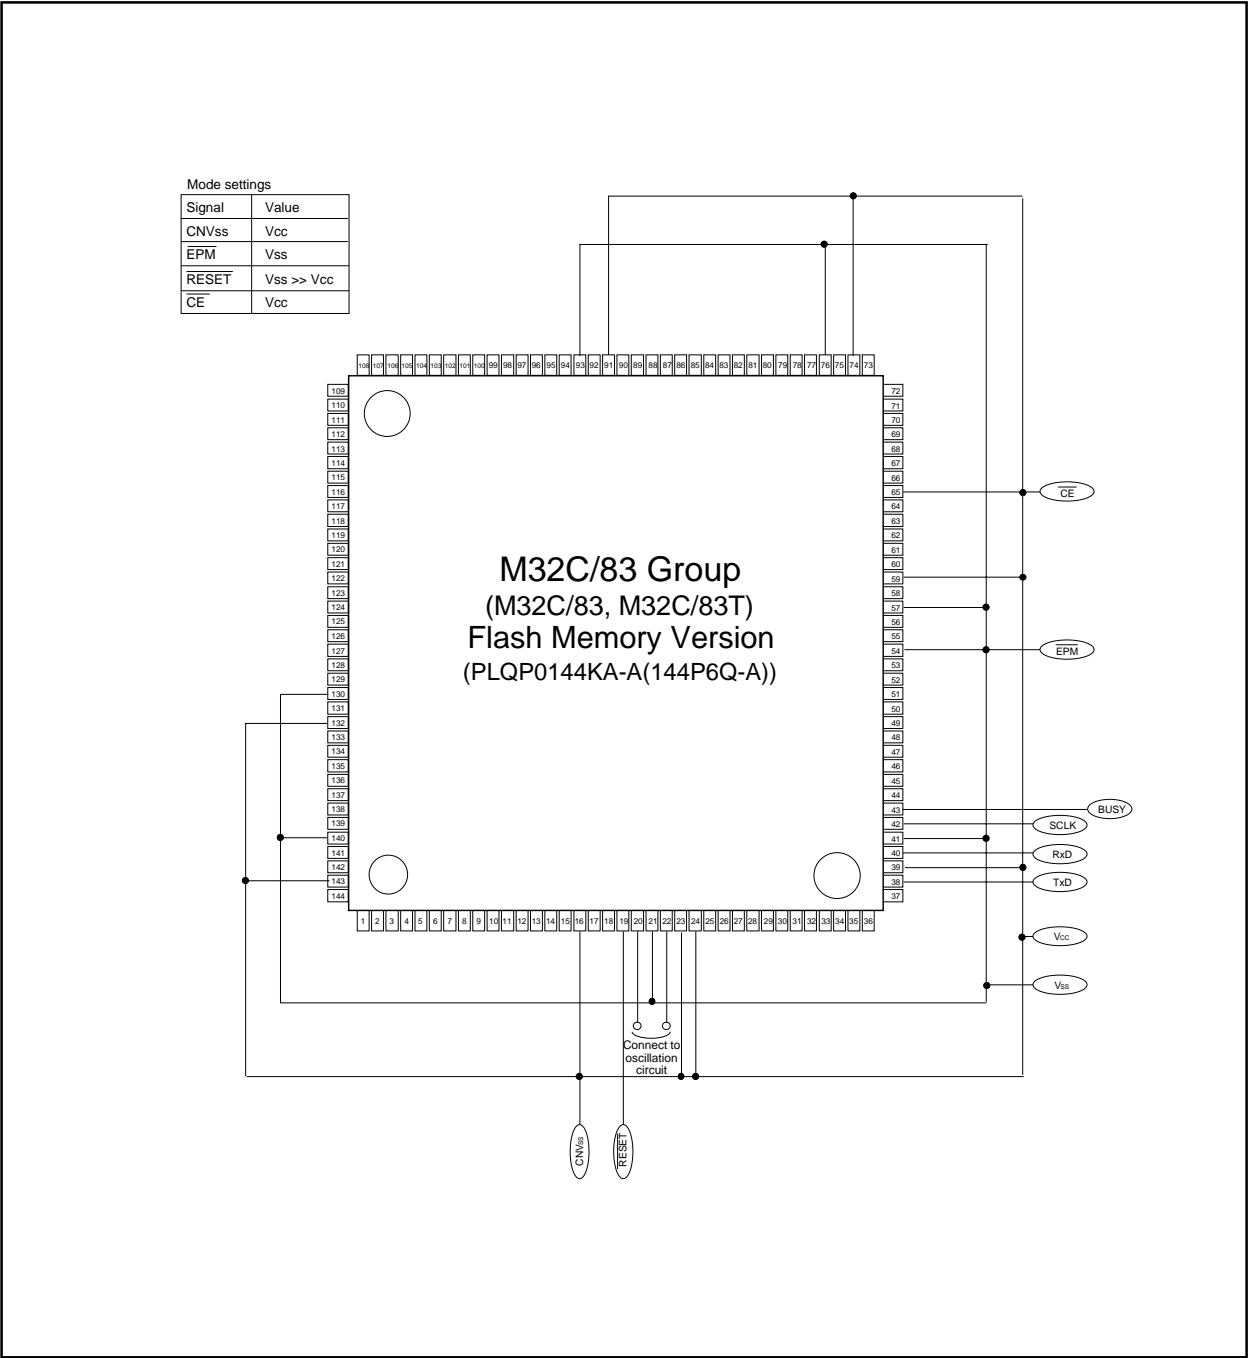 Mode settings
Signal Value
CNVss Vcc
EPM Vss
RESET Vss >> Vcc
CE Vcc
108 107 106 105 104 103 102 101 100 99 98 97 96 95 94 93 92 91 90 89 88 87 86 85 84 83 82 81 80 79 78 77 76 75 74 73
109
110
111
112
113
114
115
116
117
118
119
120
121
122
123
124
125
126
127
128
129
130
131
132
133
134
135
136
137
138
139
140
141
142
143
144
M32C/83 Group
(M32C/83, M32C/83T)
Flash Memory Version
(PLQP0144KA-A(144P6Q-A))
72
71
70
69
68
67
66
65
64
63
62
61
60
59
58
57
56
55
54
53
52
51
50
49
48
47
46
45
44
43
42
41
40
39
38
37
CE
EPM
BUSY
SCLK
RxD
TxD
Vcc
Vss
1 2 3 4 5 6 7 8 9 10 11 12 13 14 15 16 17 18 19 20 21 22 23 24 25 26 27 28 29 30 31 32 33 34 35 36
Connect to
oscillation
circuit
CNVss
RESET